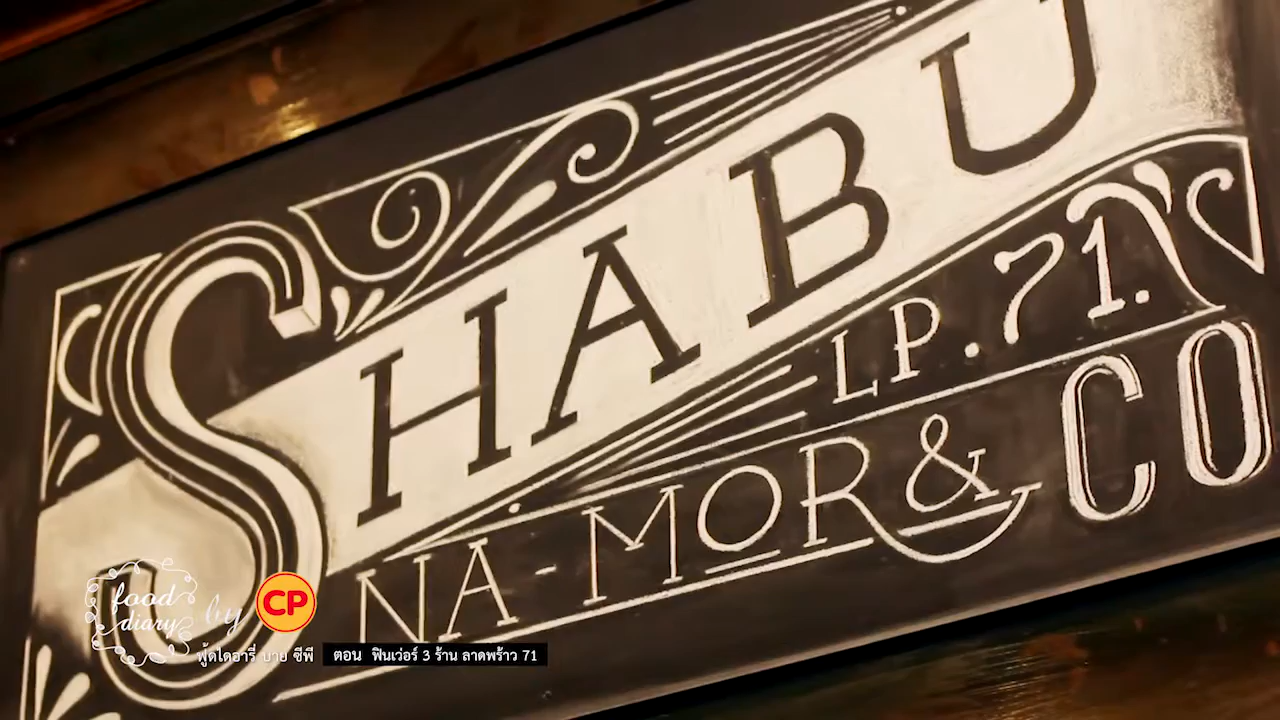 SHABU
LP.71.
NA-MOR & CO
food diary by CP
ฟู้ดไดอารี่ บาย ซีพี ตอน ฟินเว่อร์ 3 ร้าน ลาดพร้าว 71